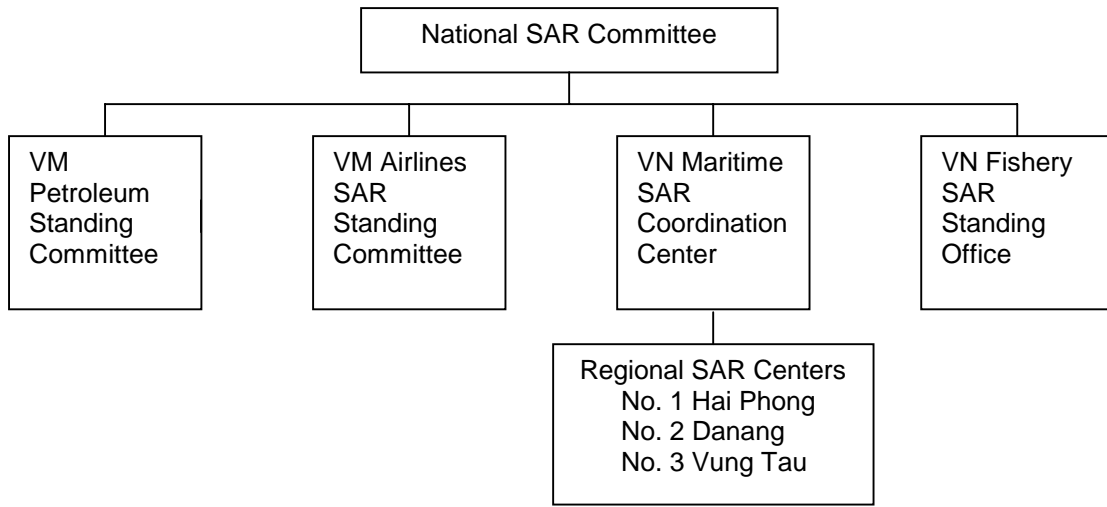 National SAR Committee
VM
Petroleum
Standing
Committee
VM Airlines
SAR
Standing
Committee
VN Maritime
SAR
Coordination
Center
VN Fishery
SAR
Standing
Office
Regional SAR Centers
No. 1 Hai Phong
No. 2 Danang
No. 3 Vung Tau